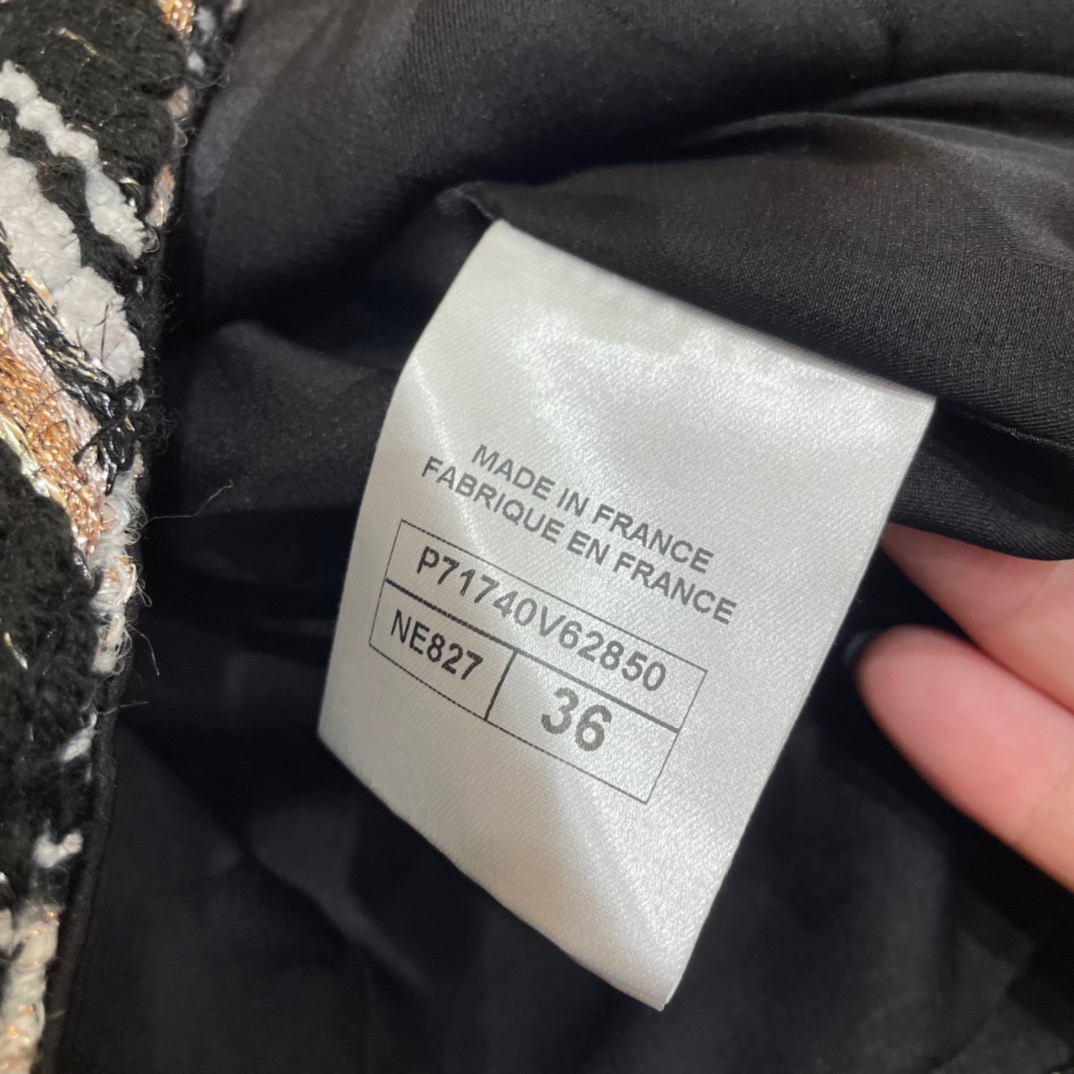 MADE IN FRANCE
FABRIQUE EN FRANCE
P71740V62850
NE827 36